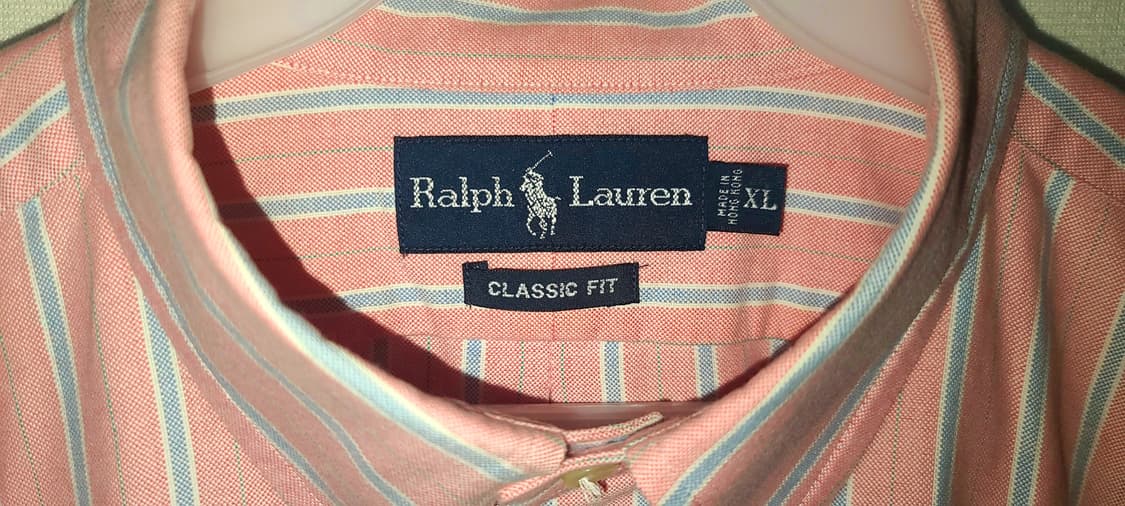 Ralph Lauren
MADE IN
HONG KONG
XL
CLASSIC FIT